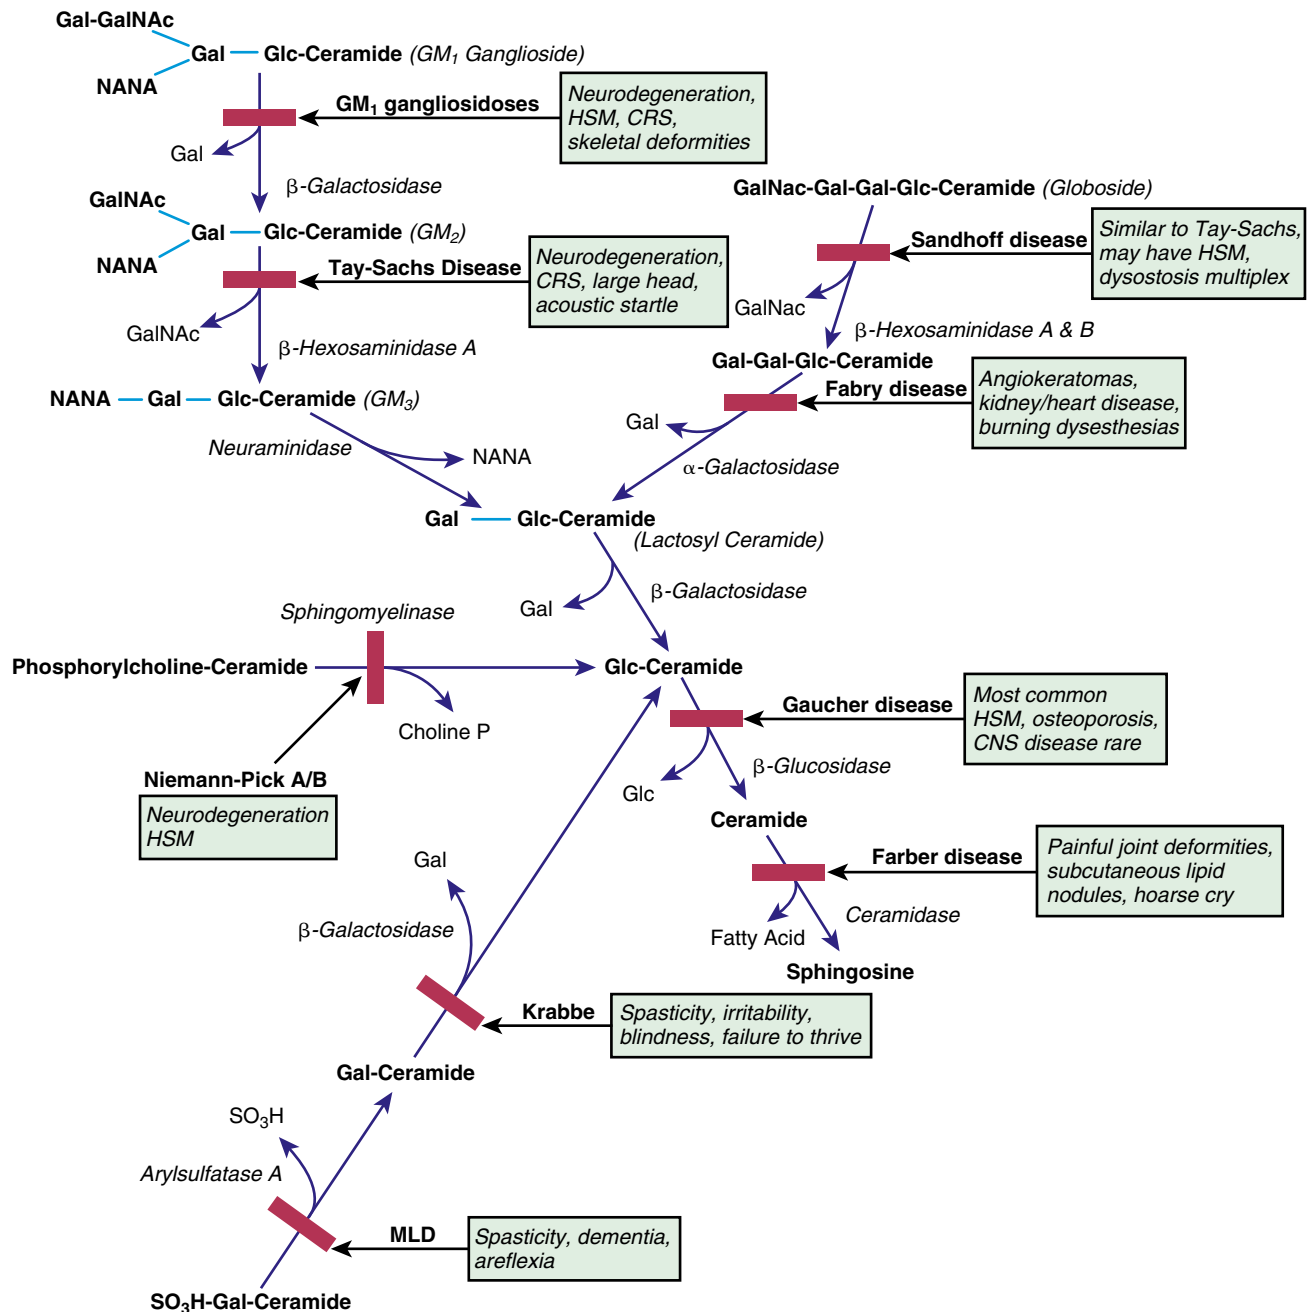 Gal-GalNAc
Gal
Glc-Ceramide (GM1 Ganglioside)
NANA
GM1 gangliosidoses
Neurodegeneration,
HSM, CRS,
skeletal deformities
Gal
β-Galactosidase
GalNAc
Gal
Glc-Ceramide (GM2)
NANA
Tay-Sachs Disease
Neurodegeneration,
CRS, large head,
acoustic startle
GalNAc
β-Hexosaminidase A
NANA
Gal
Glc-Ceramide (GM3)
Neuraminidase
NANA
GalNac-Gal-Gal-Glc-Ceramide (Globoside)
Sandhoff disease
Similar to Tay-Sachs,
may have HSM,
dysostosis multiplex
GalNac
β-Hexosaminidase A & B
Gal-Gal-Glc-Ceramide
Fabry disease
Angiokeratomas,
kidney/heart disease,
burning dysesthesias
Gal
α-Galactosidase
Gal
Glc-Ceramide
(Lactosyl Ceramide)
Gal
β-Galactosidase
Sphingomyelinase
Phosphorylcholine-Ceramide
Glc-Ceramide
Choline P
Niemann-Pick A/B
Neurodegeneration
HSM
Gaucher disease
Most common
HSM, osteoporosis,
CNS disease rare
Glc
β-Glucosidase
Ceramide
Farber disease
Painful joint deformities,
subcutaneous lipid
nodules, hoarse cry
Fatty Acid
Ceramidase
Sphingosine
Gal
β-Galactosidase
Krabbe
Spasticity, irritability,
blindness, failure to thrive
Gal-Ceramide
SO3H
Arylsulfatase A
MLD
Spasticity, dementia,
areflexia
SO3H-Gal-Ceramide